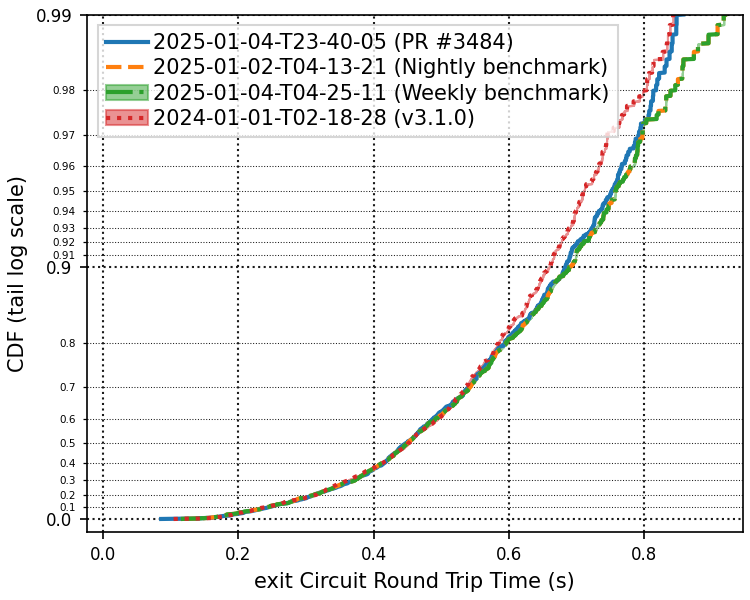 0.99
2025-01-04-T23-40-05 (PR #3484)
2025-01-02-T04-13-21 (Nightly benchmark)
2025-01-04-T04-25-11 (Weekly benchmark)
2024-01-01-T02-18-28 (v3.1.0)
0.98
0.97
0.96
0.95
0.94
0.93
0.92
0.91
0.9
0.8
0.7
0.6
0.5
0.4
0.3
0.2
0.1
0.0
CDF (tail log scale)
0.0 0.2 0.4 0.6 0.8
exit Circuit Round Trip Time (s)